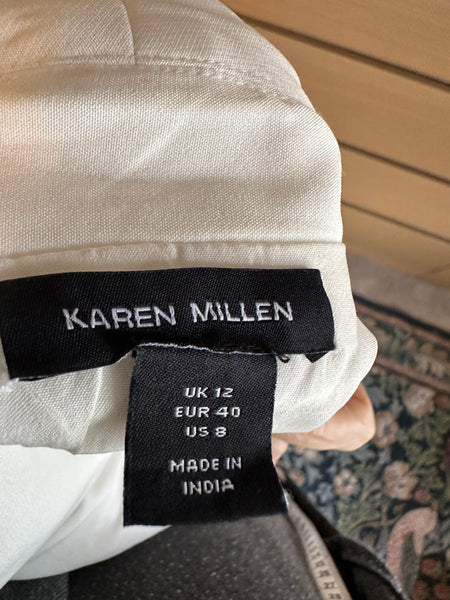 KAREN MILLEN
UK 12
EUR 40
US 8
MADE IN
INDIA